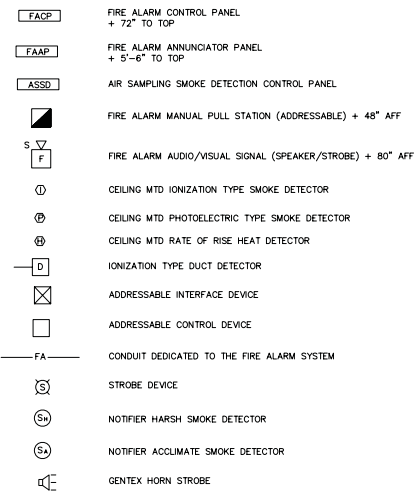 FACP FIRE ALARM CONTROL PANEL
+ 72" TO TOP
FAAP FIRE ALARM ANNUNCIATOR PANEL
+ 5'-6" TO TOP
ASSD AIR SAMPLING SMOKE DETECTION CONTROL PANEL
FIRE ALARM MANUAL PULL STATION (ADDRESSABLE) + 48" AFF
S
F FIRE ALARM AUDIO/VISUAL SIGNAL (SPEAKER/STROBE) + 80" AFF
I CEILING MTD IONIZATION TYPE SMOKE DETECTOR
P CEILING MTD PHOTOELECTRIC TYPE SMOKE DETECTOR
H CEILING MTD RATE OF RISE HEAT DETECTOR
D IONIZATION TYPE DUCT DETECTOR
ADDRESSABLE INTERFACE DEVICE
ADDRESSABLE CONTROL DEVICE
FA CONDUIT DEDICATED TO THE FIRE ALARM SYSTEM
S STROBE DEVICE
SH NOTIFIER HARSH SMOKE DETECTOR
SA NOTIFIER ACCLIMATE SMOKE DETECTOR
GENTEX HORN STROBE